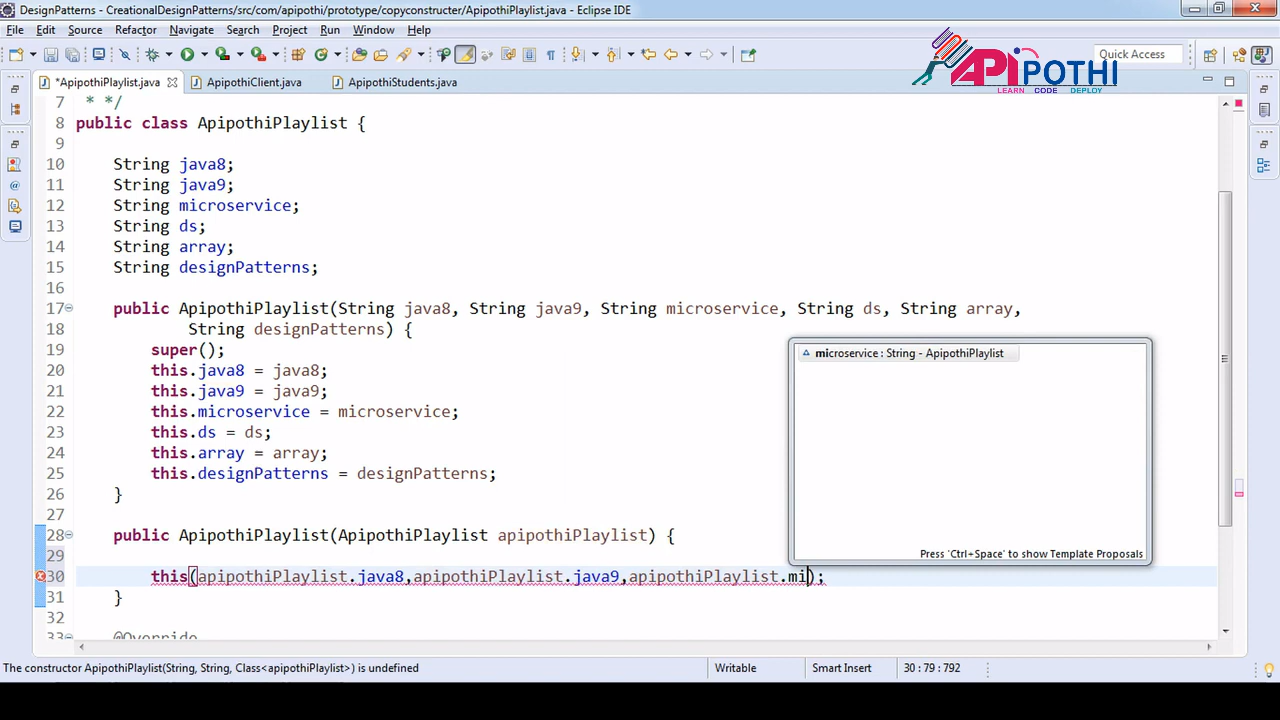 DesignPatterns - CreationalDesignPatterns/src/com/apipothi/prototype/copyconstructer/ApipothiPlaylist.java - Eclipse IDE
File Edit Source Refactor Navigate Search Project Run Window Help
Quick Access
APIPOTHI
LEARN CODE DEPLOY
*ApipothiPlaylist.java ApipothiClient.java ApipothiStudents.java
7 * */
8 public class ApipothiPlaylist {
9
10 String java8;
11 String java9;
12 String microservice;
13 String ds;
14 String array;
15 String designPatterns;
16
17 public ApipothiPlaylist(String java8, String java9, String microservice, String ds, String array,
18 String designPatterns) {
19 super();
20 this.java8 = java8;
21 this.java9 = java9;
22 this.microservice = microservice;
23 this.ds = ds;
24 this.array = array;
25 this.designPatterns = designPatterns;
26 }
27
28 public ApipothiPlaylist(ApipothiPlaylist apipothiPlaylist) {
29
30 this(apipothiPlaylist.java8,apipothiPlaylist.java9,apipothiPlaylist.mi);
31 }
32
33 @Override
microservice : String - ApipothiPlaylist
Press 'Ctrl+Space' to show Template Proposals
The constructor ApipothiPlaylist(String, String, Class<apipothiPlaylist>) is undefined
Writable Smart Insert 30 : 79 : 792